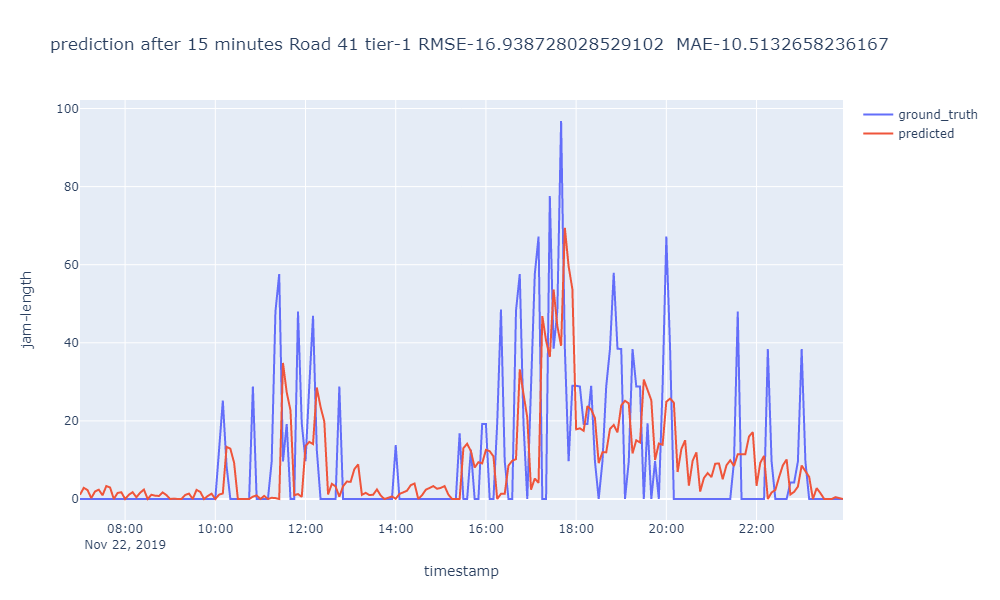 prediction after 15 minutes Road 41 tier-1 RMSE-16.938728028529102  MAE-10.5132658236167
ground_truth
predicted
100
80
60
40
20
0
jam-length
08:00 10:00 12:00 14:00 16:00 18:00 20:00 22:00
Nov 22, 2019
timestamp